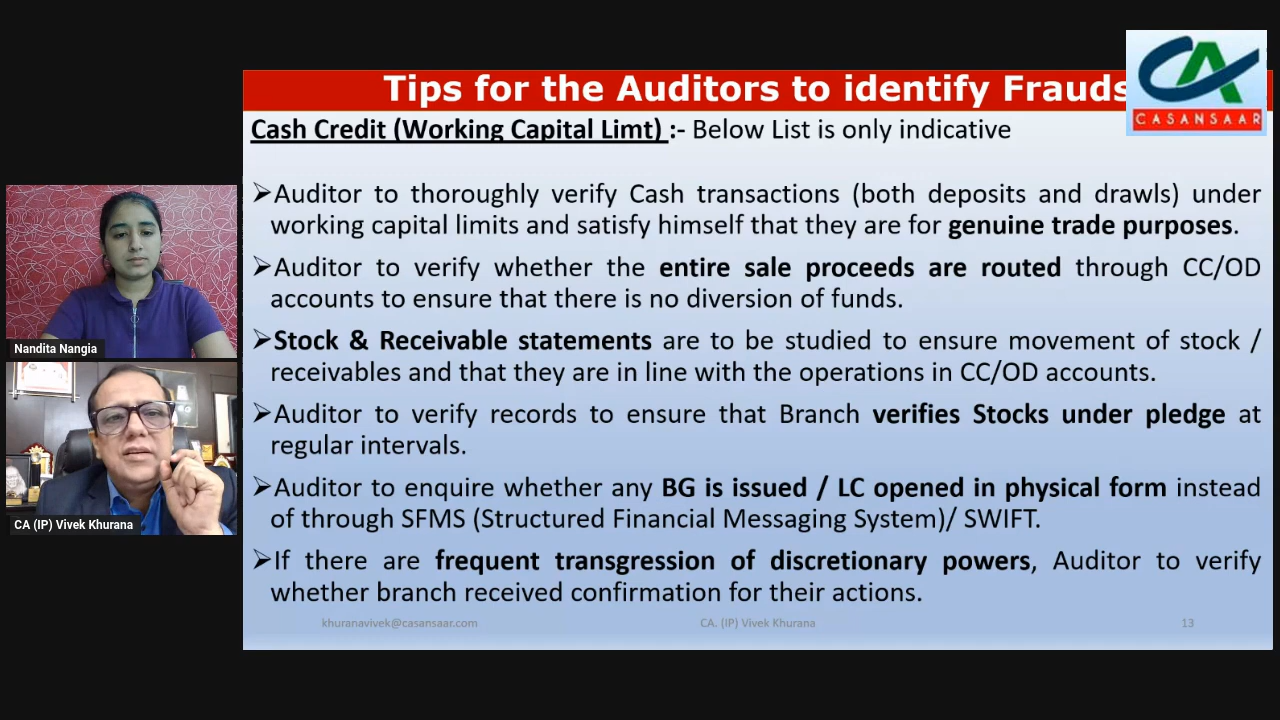 Tips for the Auditors to identify Frauds
CA
CASANSAAR
Cash Credit (Working Capital Limt) :- Below List is only indicative
➢Auditor to thoroughly verify Cash transactions (both deposits and drawls) under
working capital limits and satisfy himself that they are for genuine trade purposes.
➢Auditor to verify whether the entire sale proceeds are routed through CC/OD
accounts to ensure that there is no diversion of funds.
➢Stock & Receivable statements are to be studied to ensure movement of stock /
receivables and that they are in line with the operations in CC/OD accounts.
➢Auditor to verify records to ensure that Branch verifies Stocks under pledge at
regular intervals.
➢Auditor to enquire whether any BG is issued / LC opened in physical form instead
of through SFMS (Structured Financial Messaging System)/ SWIFT.
➢If there are frequent transgression of discretionary powers, Auditor to verify
whether branch received confirmation for their actions.
khuranavivek@casansaar.com
CA. (IP) Vivek Khurana
13
Nandita Nangia
CA (IP) Vivek Khurana